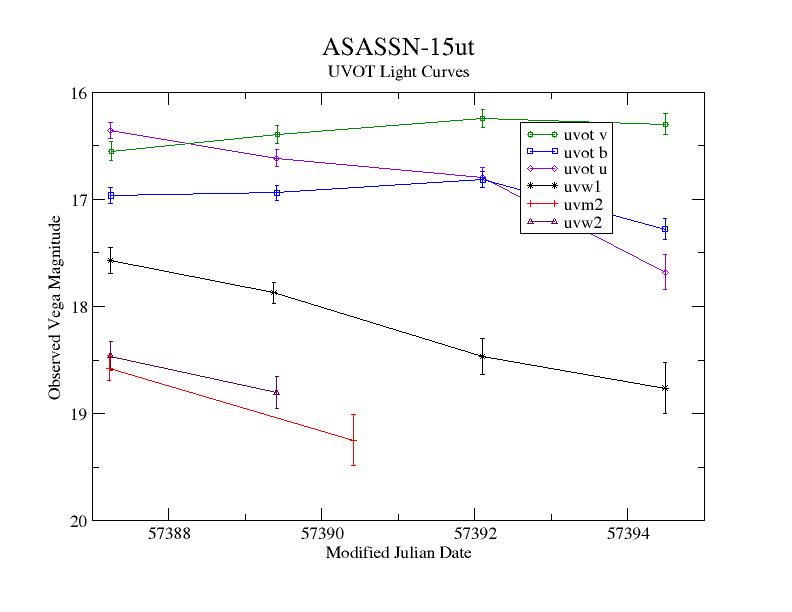 ASASSN-15ut
UVOT Light Curves
Observed Vega Magnitude
16
17
18
19
20
uvot v
uvot b
uvot u
uvw1
uvm2
uvw2
57388 57390 57392 57394
Modified Julian Date